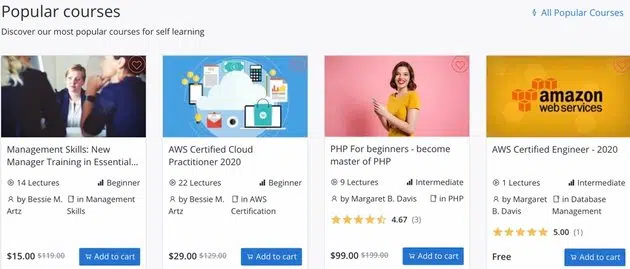 Popular courses
All Popular Courses
Discover our most popular courses for self learning
amazon
web services
Management Skills: New
Manager Training in Essential...
14 Lectures
Beginner
by Bessie M.
Artz
in Management
Skills
$15.00 $119.00
Add to cart
AWS Certified Cloud
Practitioner 2020
22 Lectures
Beginner
by Bessie M.
Artz
in AWS
Certification
$29.00 $129.00
Add to cart
PHP For beginners - become
master of PHP
9 Lectures
Intermediate
by Margaret B. Davis
in PHP
4.67 (3)
$99.00 $199.00
Add to cart
AWS Certified Engineer - 2020
1 Lectures
Intermediate
by Margaret
B. Davis
in Database
Management
5.00 (1)
Free
Add to cart